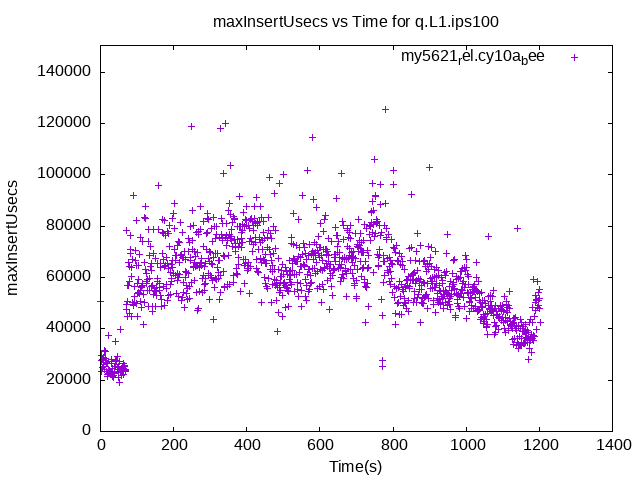 maxInsertUsecs vs Time for q.L1.ips100
my5621rel.cy10abee
140000
120000
100000
80000
60000
40000
20000
0
maxInsertUsecs
0 200 400 600 800 1000 1200 1400
Time(s)